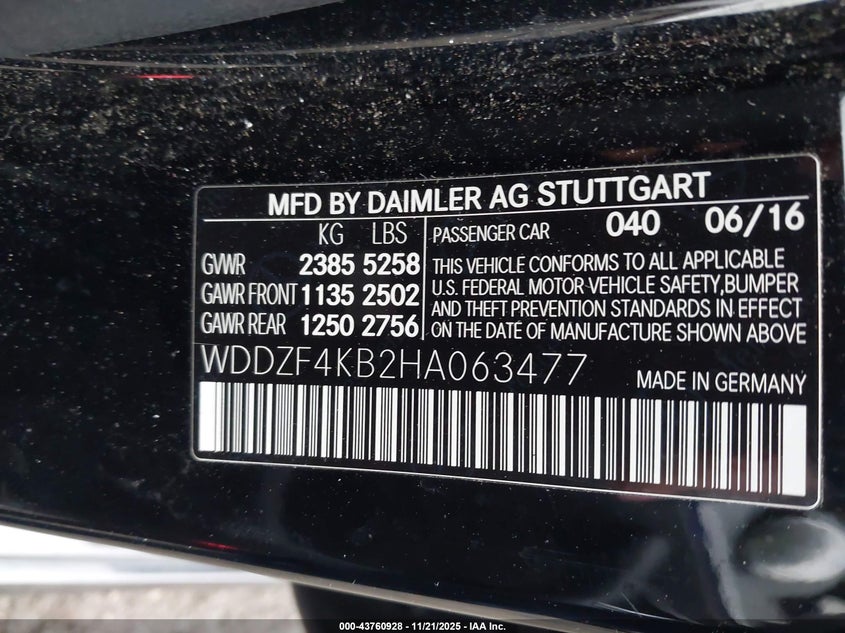 MFD BY DAIMLER AG STUTTGART
KG LBS
PASSENGER CAR 040 06/16
GVWR 2385 5258
GAWR FRONT 1135 2502
GAWR REAR 1250 2756
THIS VEHICLE CONFORMS TO ALL APPLICABLE
U.S. FEDERAL MOTOR VEHICLE SAFETY,BUMPER
AND THEFT PREVENTION STANDARDS IN EFFECT
ON THE DATE OF MANUFACTURE SHOWN ABOVE
WDDZF4KB2HA063477
MADE IN GERMANY
000-43760928 - 11/21/2025 - IAA Inc.